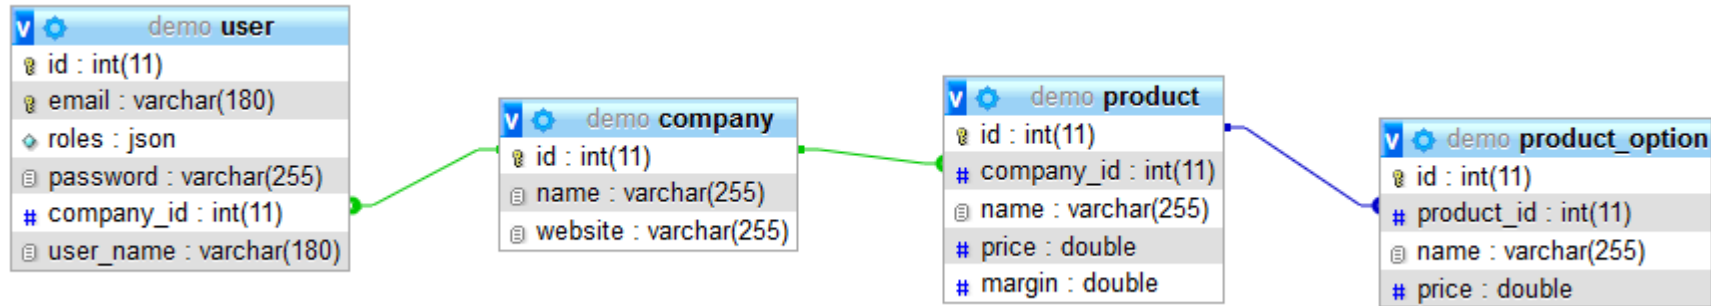 v demo user
id : int(11)
email : varchar(180)
roles : json
password : varchar(255)
# company_id : int(11)
user_name : varchar(180)
v demo company
id : int(11)
name : varchar(255)
website : varchar(255)
v demo product
id : int(11)
# company_id : int(11)
name : varchar(255)
# price : double
# margin : double
v demo product_option
id : int(11)
# product_id : int(11)
name : varchar(255)
# price : double